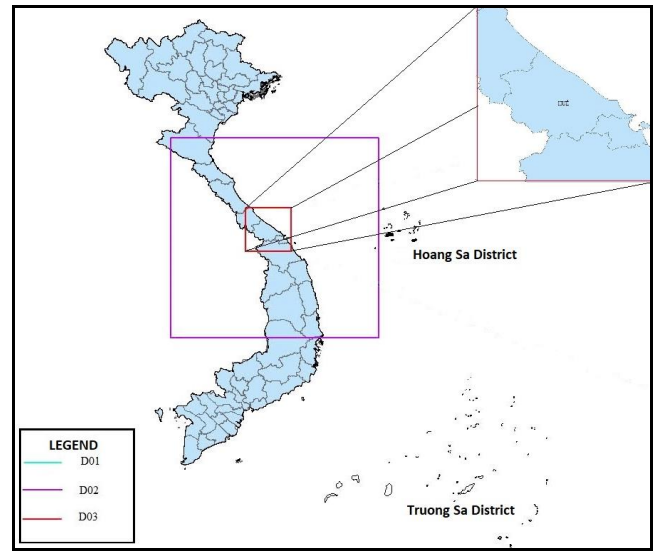 Hoang Sa District
LEGEND
D01
D02
D03
Truong Sa District